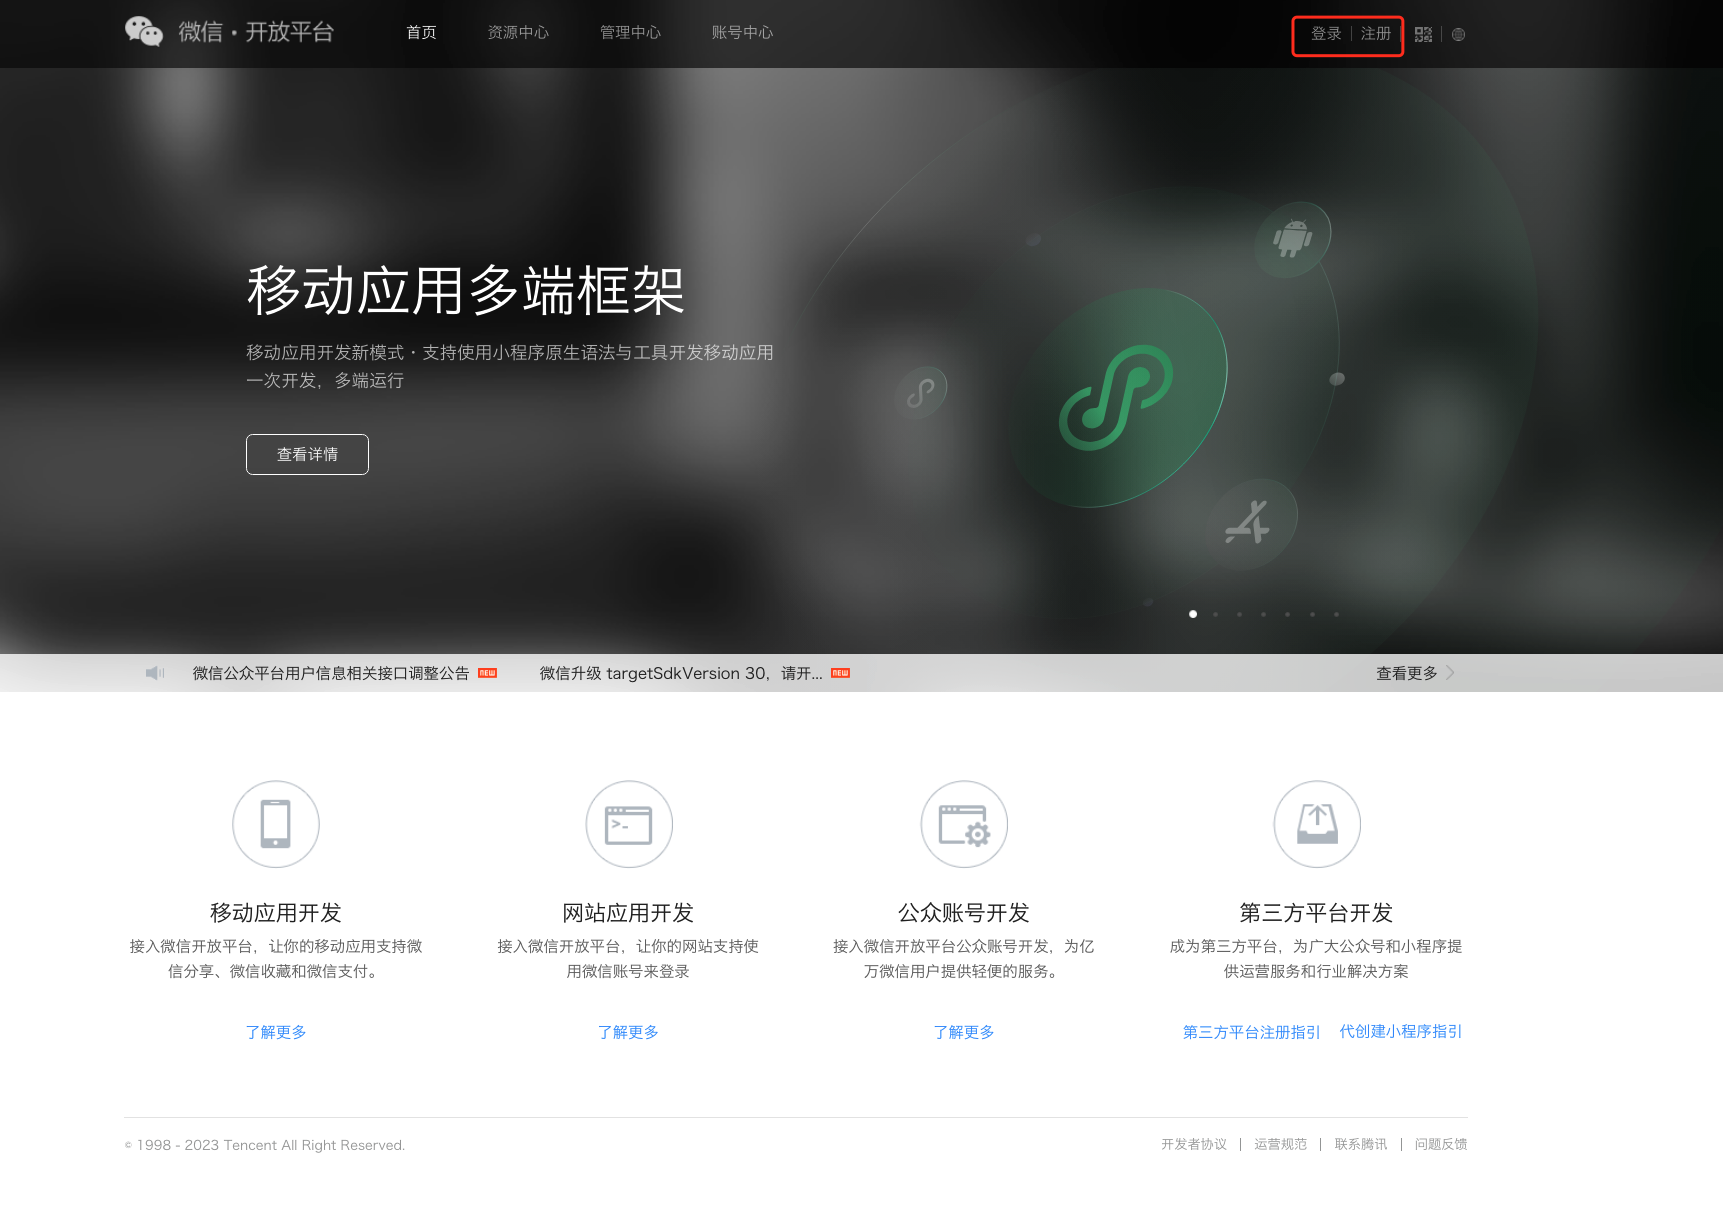 微信·开放平台
首页
资源中心
管理中心
账号中心
登录
注册
移动应用多端框架
移动应用开发新模式·支持使用小程序原生语法与工具开发移动应用
一次开发，多端运行
查看详情
微信公众平台用户信息相关接口调整公告 NEW
微信升级 targetSdkVersion 30，请开... NEW
查看更多
移动应用开发
接入微信开放平台，让你的移动应用支持微
信分享、微信收藏和微信支付。
了解更多
网站应用开发
接入微信开放平台，让你的网站支持使
用微信账号来登录
了解更多
公众账号开发
接入微信开放平台公众账号开发，为亿
万微信用户提供轻便的服务。
了解更多
第三方平台开发
成为第三方平台，为广大公众号和小程序提
供运营服务和行业解决方案
第三方平台注册指引
代创建小程序指引
© 1998 - 2023 Tencent All Right Reserved.
开发者协议 | 运营规范 | 联系腾讯 | 问题反馈